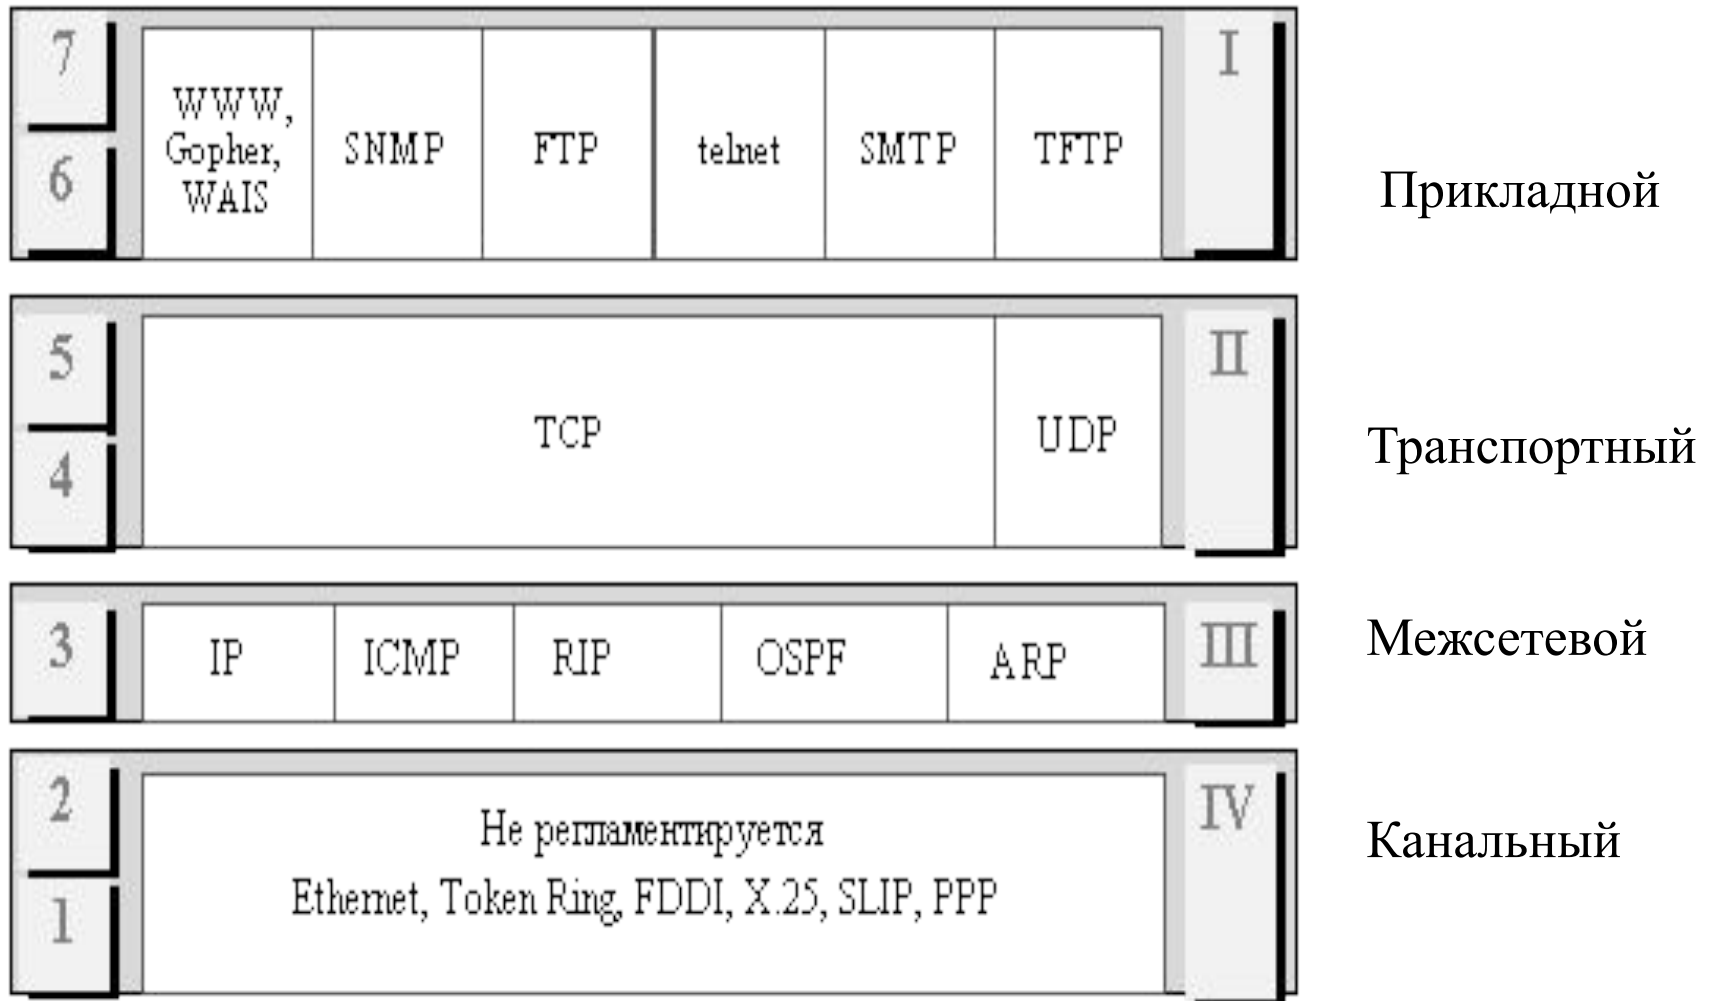 7
6
WWW,
Gopher,
WAIS
SNMP
FTP
telnet
SMTP
TFTP
I
Прикладной
5
4
TCP
UDP
II
Транспортный
3
IP
ICMP
RIP
OSPF
ARP
III
Межсетевой
2
1
Не регламентируется
Ethernet, Token Ring, FDDI, X.25, SLIP, PPP
IV
Канальный